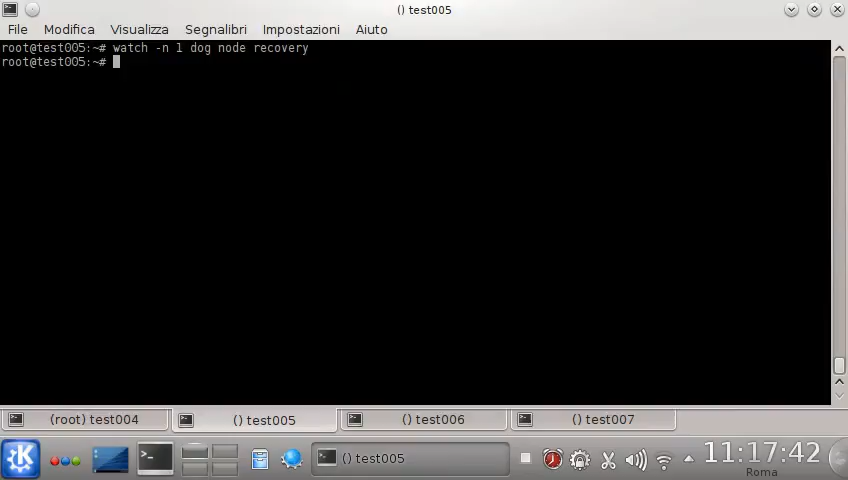 () test005
File Modifica Visualizza Segnalibri Impostazioni Aiuto
root@test005:~# watch -n 1 dog node recovery
root@test005:~#
(root) test004 () test005 () test006 () test007
() test005 11:17:42
Roma